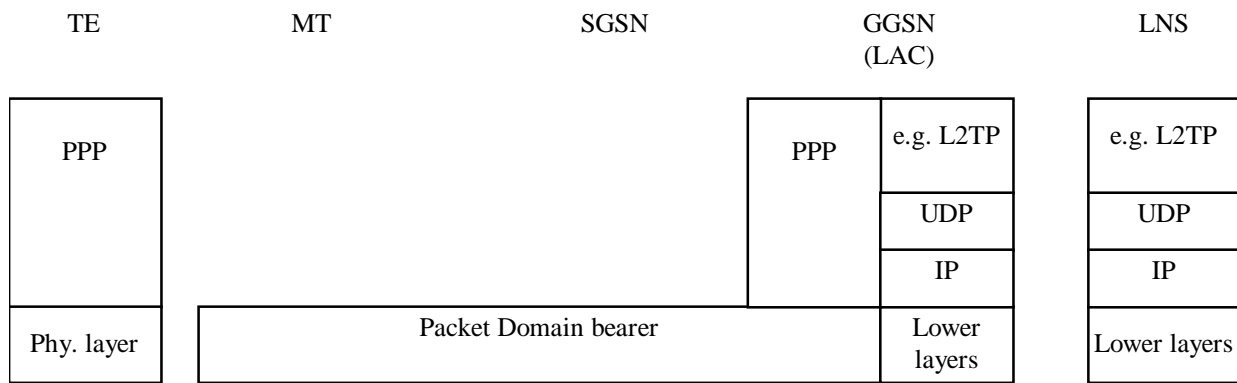 TE MT SGSN GGSN LNS
(LAC)
PPP PPP e.g. L2TP e.g. L2TP
UDP UDP
IP IP
Phy. layer Packet Domain bearer Lower Lower layers
layers